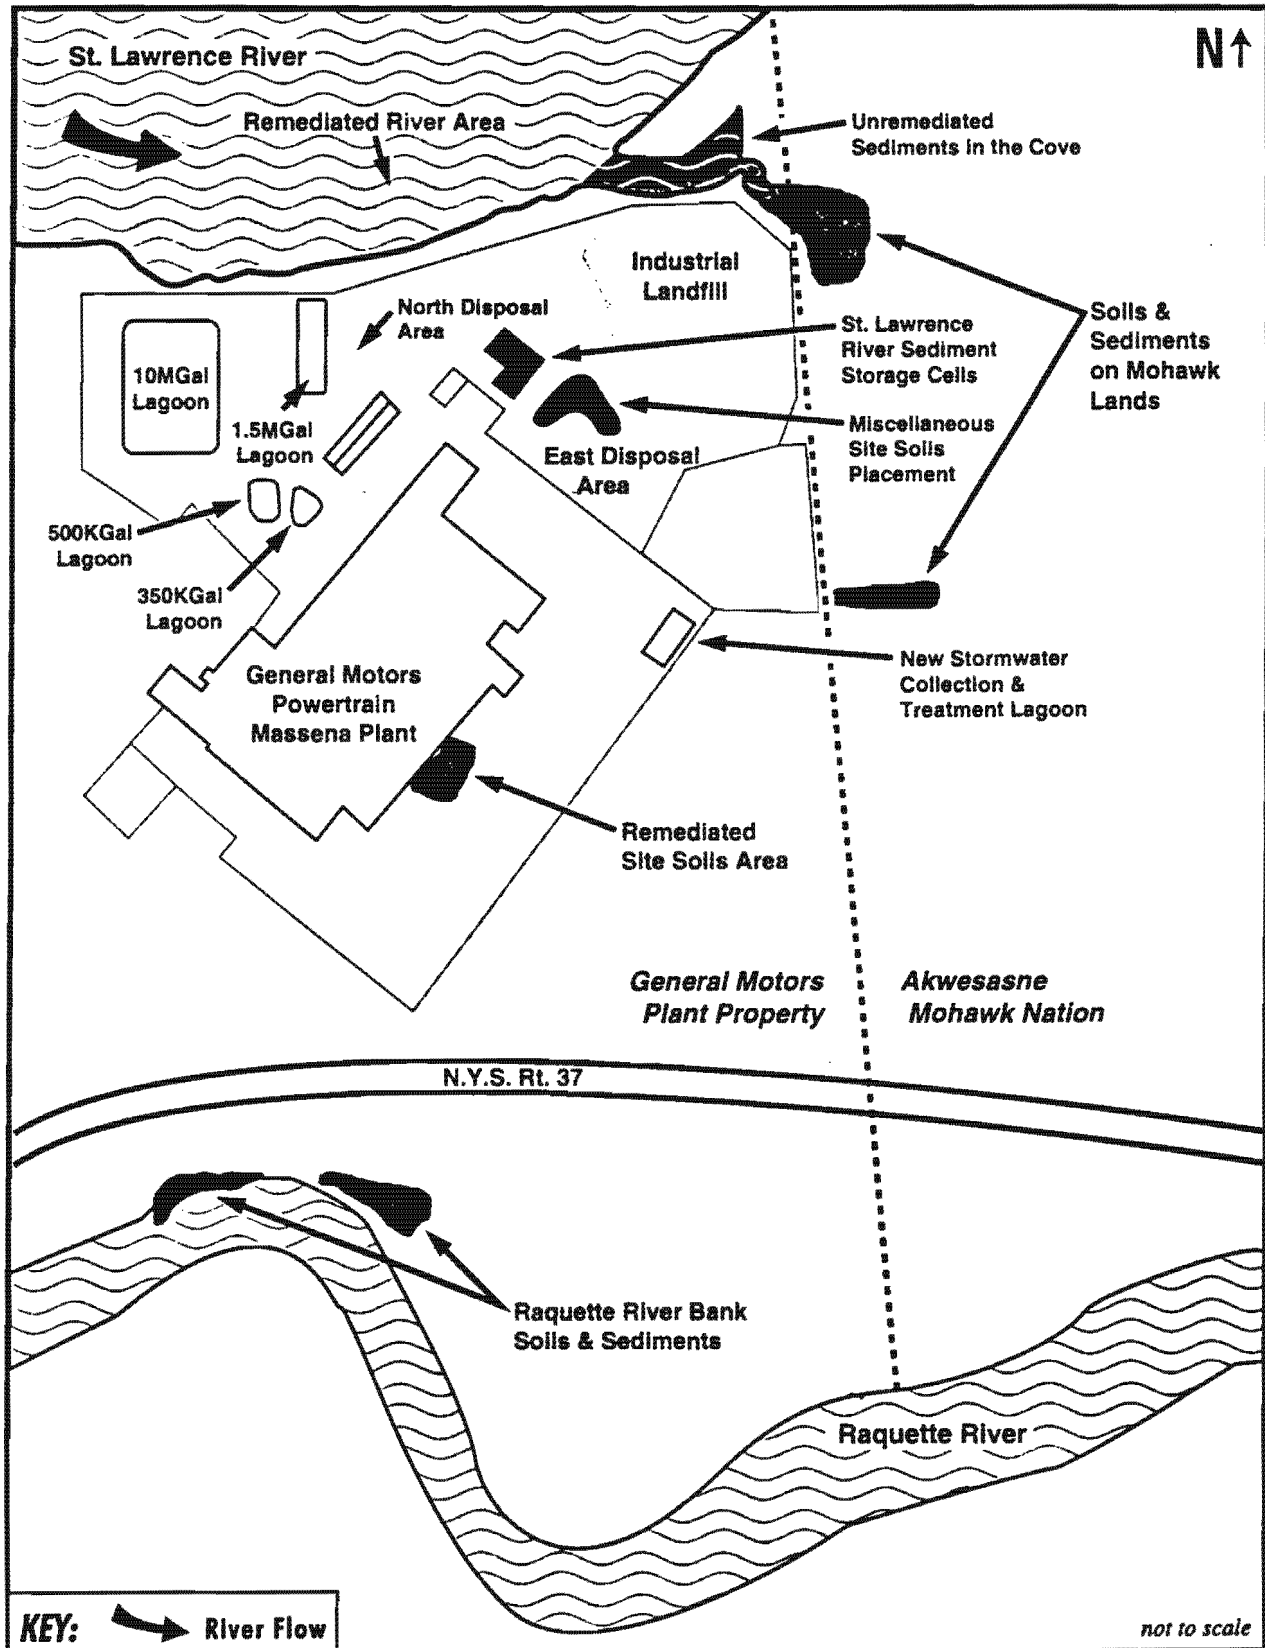 N
St. Lawrence River
Remediated River Area
Unremediated
Sediments in the Cove
Industrial
Landfill
North Disposal
Area
St. Lawrence
River Sediment
Storage Cells
Soils &
Sediments
on Mohawk
Lands
10MGal
Lagoon
1.5MGal
Lagoon
Miscellaneous
Site Soils
Placement
East Disposal
Area
500KGal
Lagoon
350KGal
Lagoon
General Motors
Powertrain
Massena Plant
New Stormwater
Collection &
Treatment Lagoon
Remediated
Site Soils Area
General Motors
Plant Property
Akwesasne
Mohawk Nation
N.Y.S. Rt. 37
Raquette River Bank
Soils & Sediments
Raquette River
KEY:
River Flow
not to scale